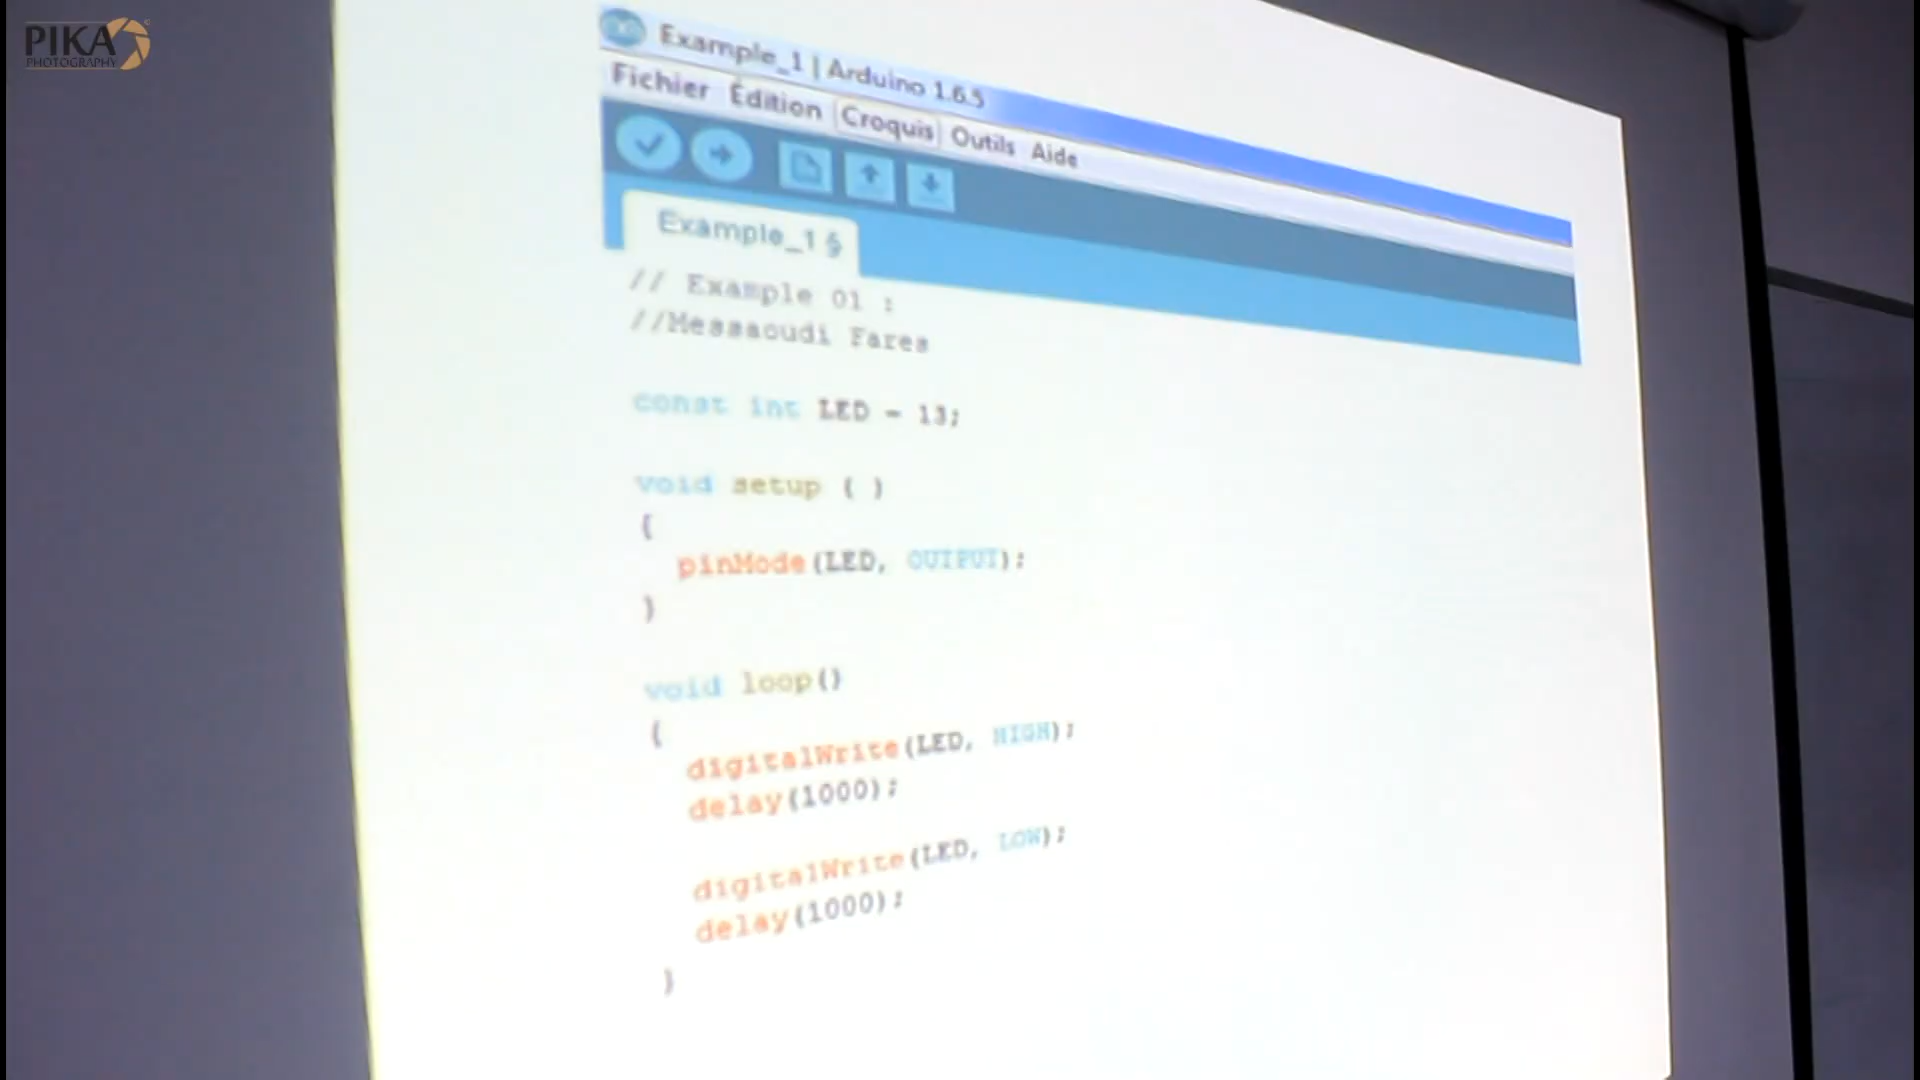 PIKA
PHOTOGRAPHY
Example_1 | Arduino 1.6.5
Fichier Édition Croquis Outils Aide
Example_1 §
// Example 01 :
//Messaoudi Fares
const int LED = 13;
void setup ( )
{
pinMode(LED, OUTPUT);
}
void loop()
{
digitalWrite(LED, HIGH);
delay(1000);
digitalWrite(LED, LOW);
delay(1000);
}